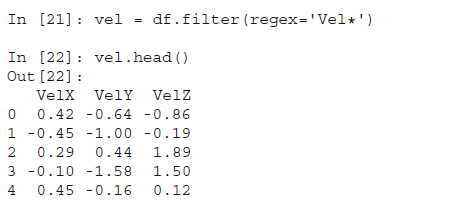 In [21]: vel = df.filter(regex='Vel*')
In [22]: vel.head()
Out[22]:
VelX VelY VelZ
0 0.42 -0.64 -0.86
1 -0.45 -1.00 -0.19
2 0.29 0.44 1.89
3 -0.10 -1.58 1.50
4 0.45 -0.16 0.12